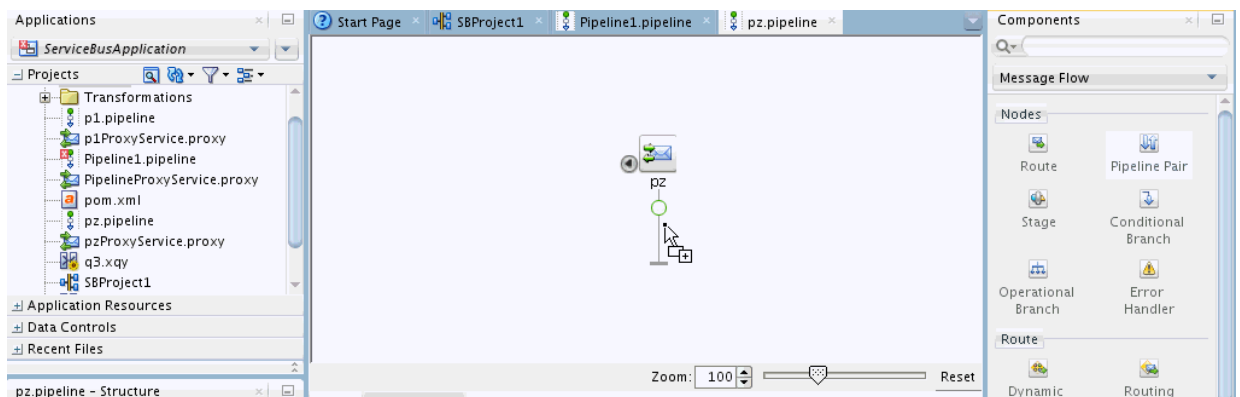 Applications
ServiceBusApplication
Projects
Transformations
p1.pipeline
p1ProxyService.proxy
Pipeline1.pipeline
PipelineProxyService.proxy
pom.xml
pz.pipeline
pzProxyService.proxy
q3.xqy
SBProject1
Application Resources
Data Controls
Recent Files
pz.pipeline - Structure
Start Page
SBProject1
Pipeline1.pipeline
pz.pipeline
pz
Zoom: 100
Reset
Components
Message Flow
Nodes
Route
Pipeline Pair
Stage
Conditional
Branch
Operational
Branch
Error
Handler
Route
Dynamic
Routing